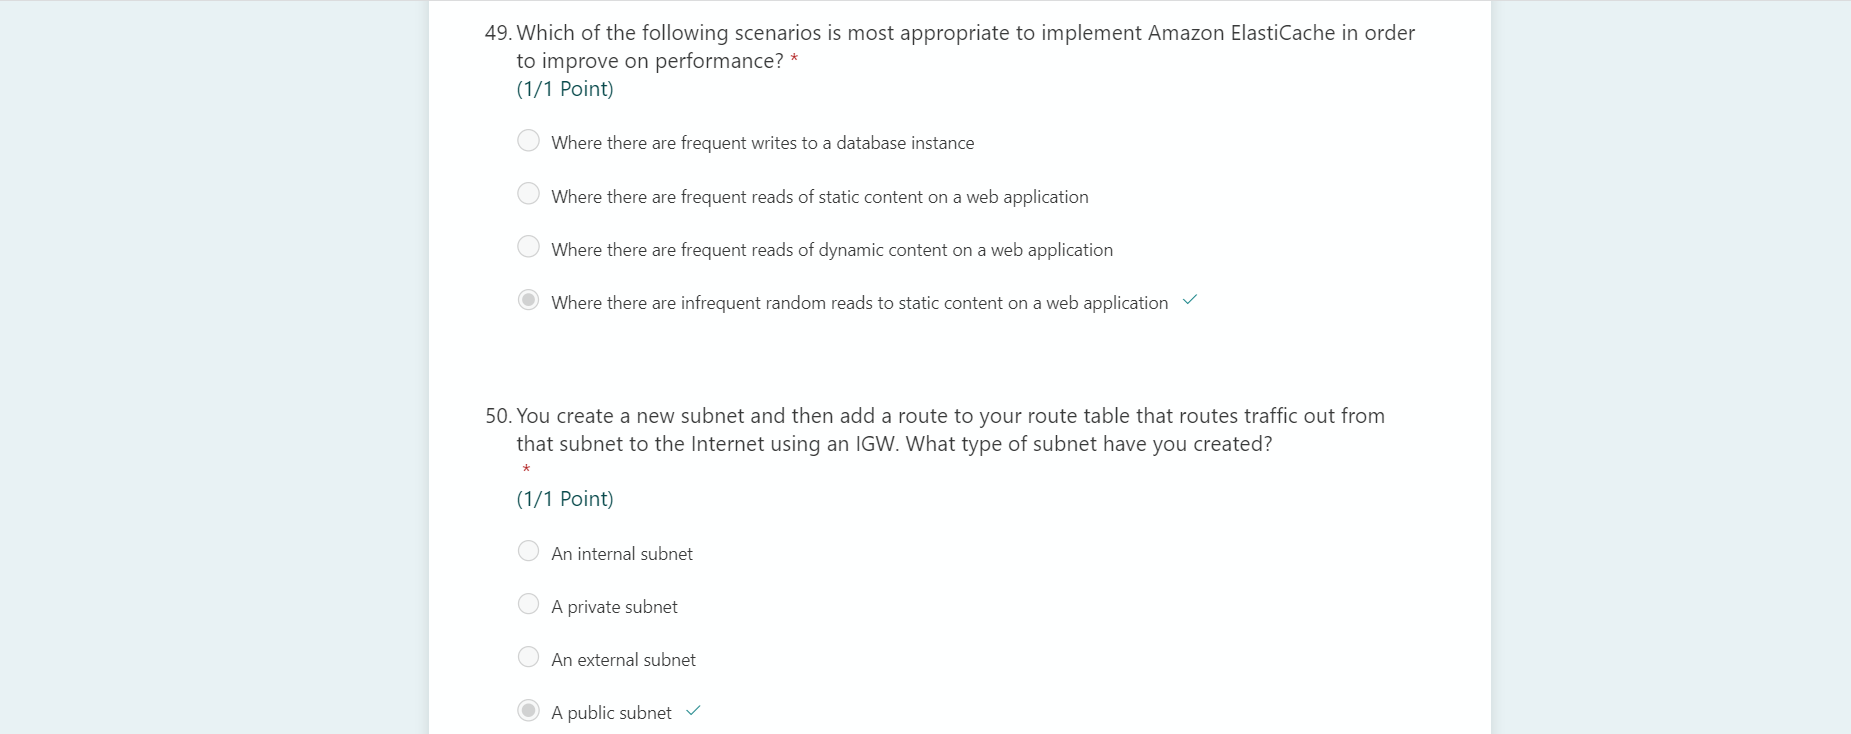 49. Which of the following scenarios is most appropriate to implement Amazon ElastiCache in order
to improve on performance? *
(1/1 Point)
Where there are frequent writes to a database instance
Where there are frequent reads of static content on a web application
Where there are frequent reads of dynamic content on a web application
Where there are infrequent random reads to static content on a web application
50. You create a new subnet and then add a route to your route table that routes traffic out from
that subnet to the Internet using an IGW. What type of subnet have you created?
*
(1/1 Point)
An internal subnet
A private subnet
An external subnet
A public subnet